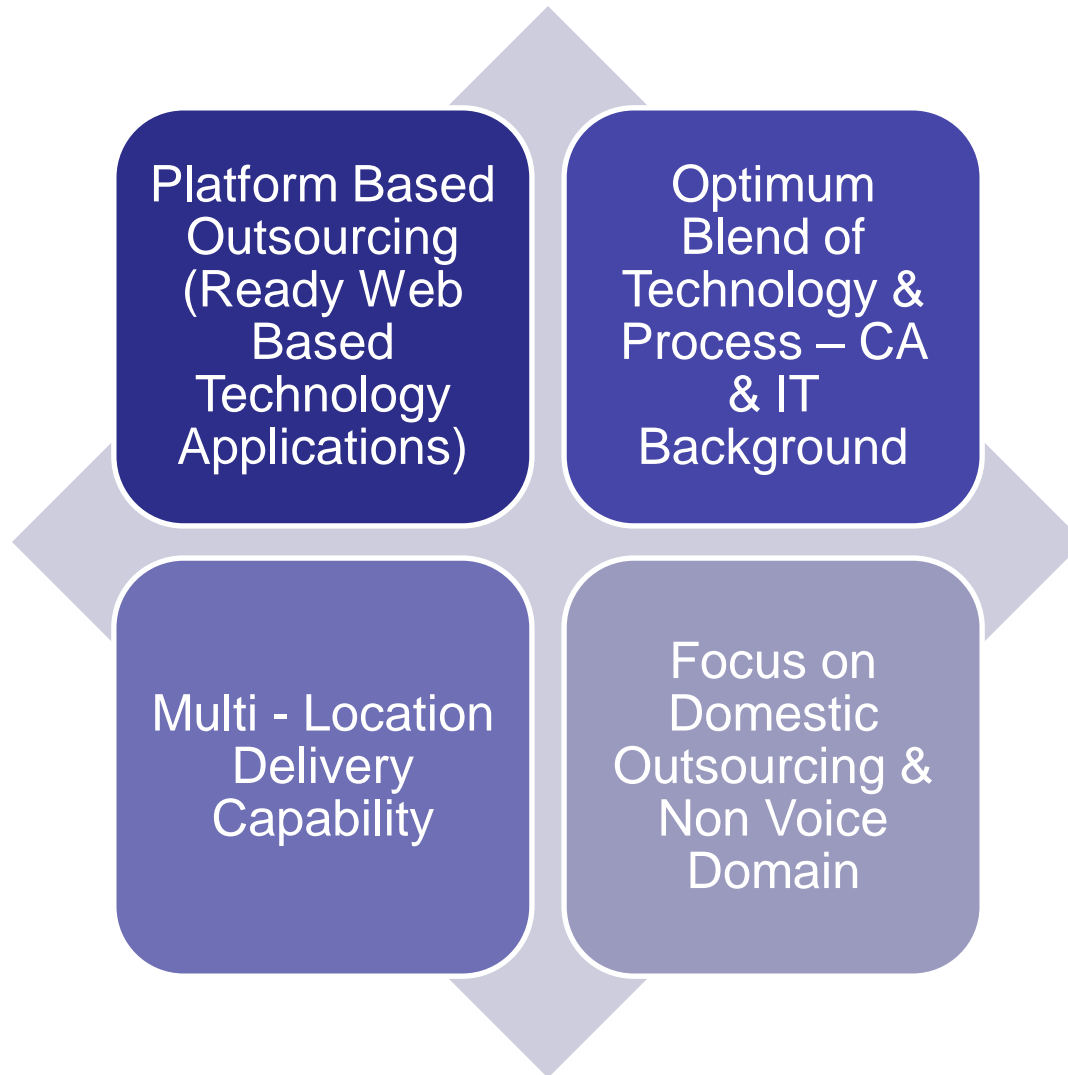 Platform Based
Outsourcing
(Ready Web
Based
Technology
Applications)
Optimum
Blend of
Technology &
Process – CA
& IT
Background
Multi - Location
Delivery
Capability
Focus on
Domestic
Outsourcing &
Non Voice
Domain